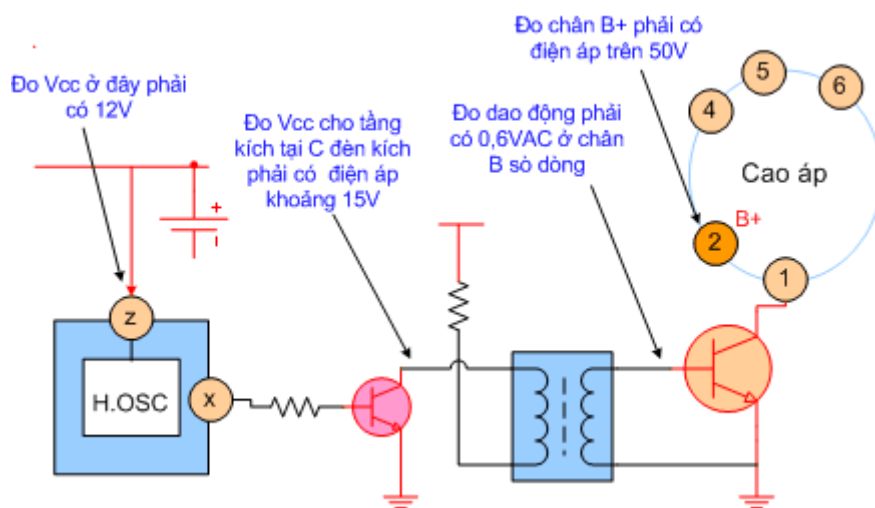 Đo chân B+ phải có
điện áp trên 50V
Đo Vcc ở đây phải
có 12V
Đo Vcc cho tầng
kích tại C đèn kích
phải có điện áp
khoảng 15V
Đo dao động phải
có 0,6VAC ở chân
B sò dòng
5
6
4
Cao áp
B+
2
1
+
z
H.OSC
x